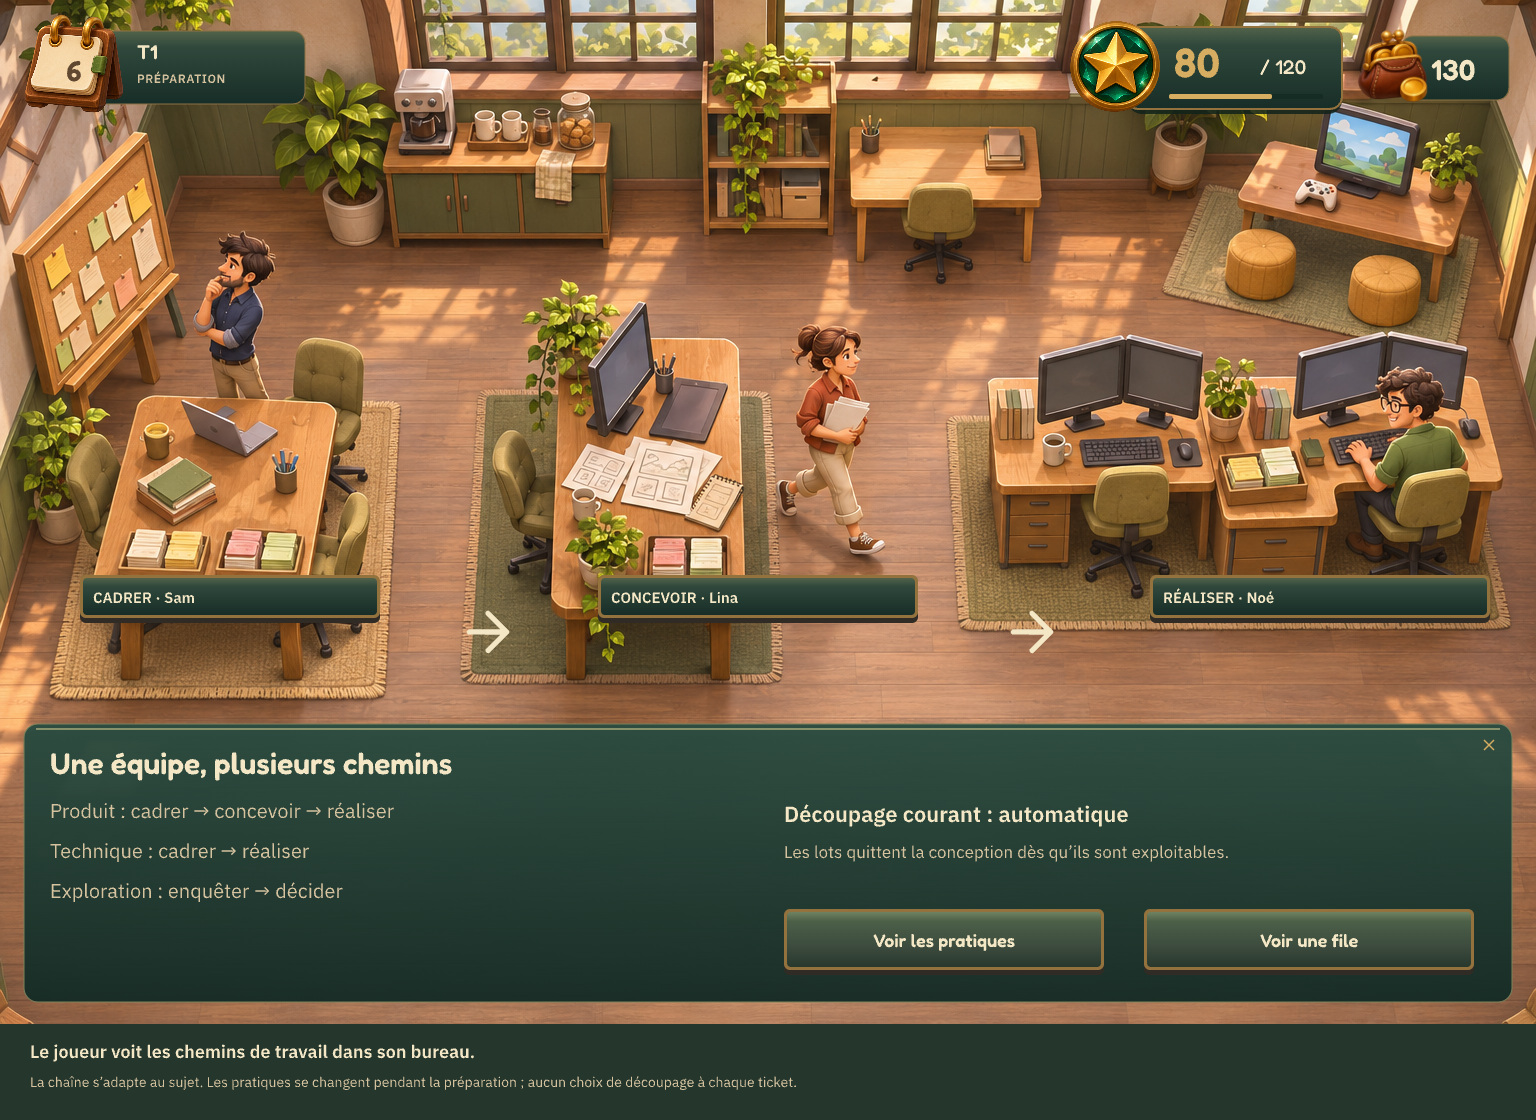 6
T1
PRÉPARATION
80 / 120
130
CADRER · Sam
CONCEVOIR · Lina
RÉALISER · Noé
Une équipe, plusieurs chemins
Produit : cadrer → concevoir → réaliser
Technique : cadrer → réaliser
Exploration : enquêter → décider
Découpage courant : automatique
Les lots quittent la conception dès qu’ils sont exploitables.
Voir les pratiques
Voir une file
Le joueur voit les chemins de travail dans son bureau.
La chaîne s’adapte au sujet. Les pratiques se changent pendant la préparation ; aucun choix de découpage à chaque ticket.